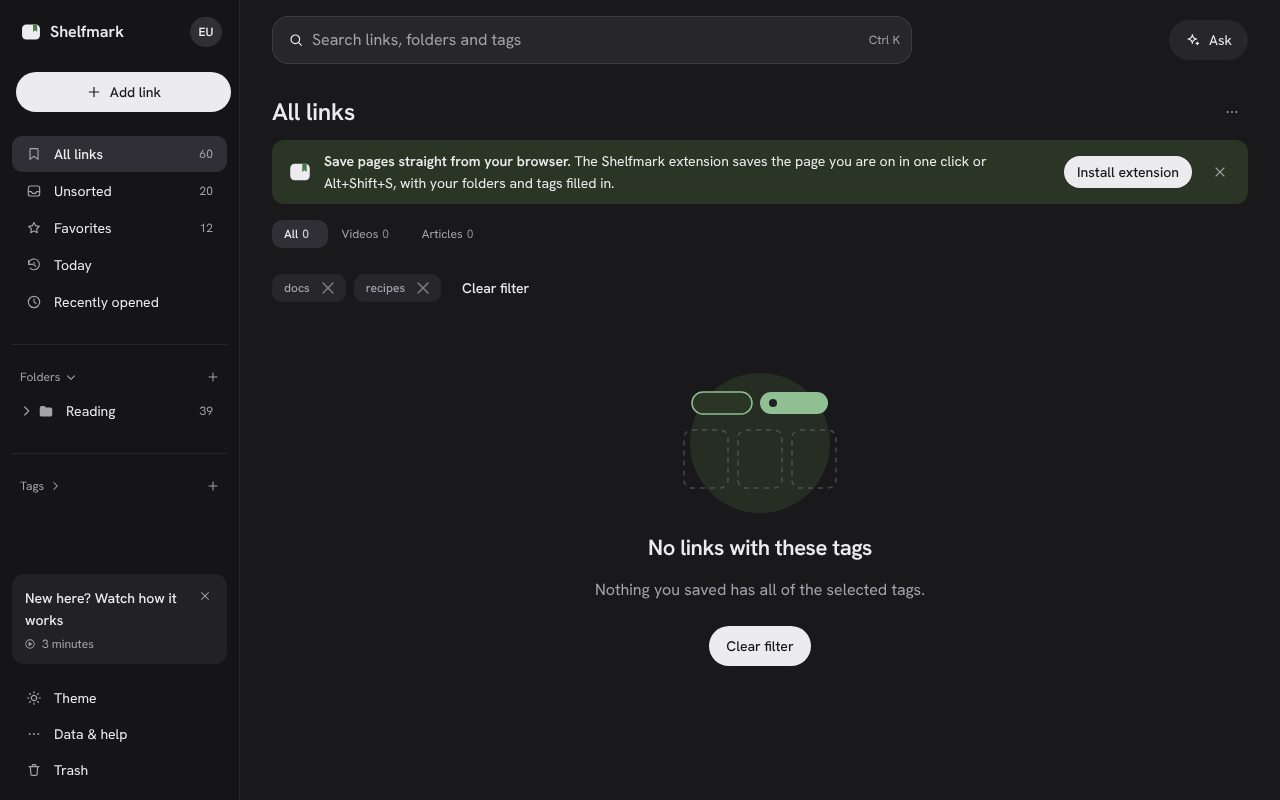 Shelfmark
EU
Add link
All links 60
Unsorted 20
Favorites 12
Today
Recently opened
Folders
Reading 39
Tags
New here? Watch how it
works
3 minutes
Theme
Data & help
Trash
Search links, folders and tags Ctrl K
Ask
All links
Save pages straight from your browser. The Shelfmark extension saves the page you are on in one click or
Alt+Shift+S, with your folders and tags filled in.
Install extension
All 0 Videos 0 Articles 0
docs recipes Clear filter
No links with these tags
Nothing you saved has all of the selected tags.
Clear filter